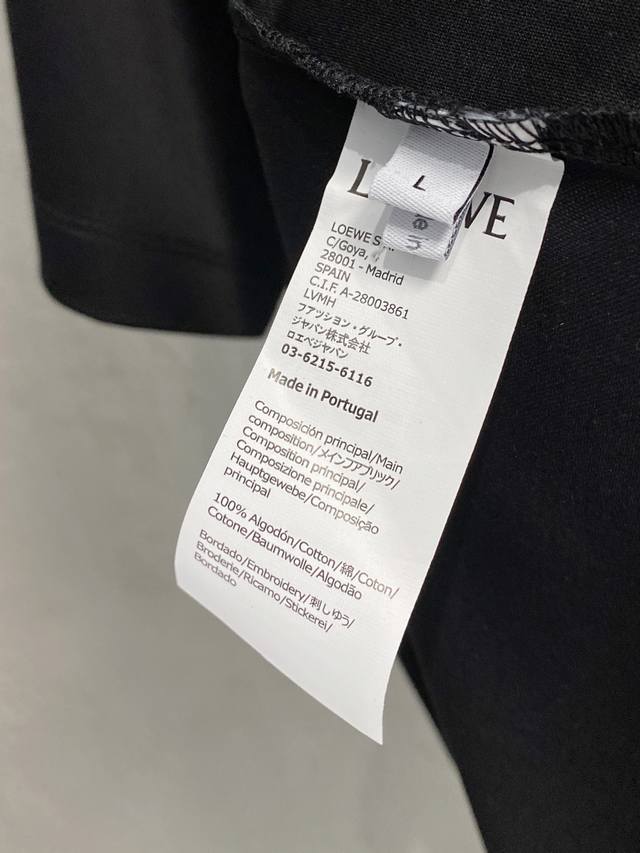 L
WE
L
LOEWE S
C/Goya,
28001 - Madrid
SPAIN
C.I.F. A-28003861
LVMH
ファッション・グループ・
ジャパン株式会社
ロエベジャパン
03-6215-6116
Made in Portugal
Composición principal/Main
composition/メインファブリック/
Composition principal/
Composizione principale/
Hauptgewebe/Composição
principal
100% Algodón/Cotton/綿/Coton/
Cotone/Baumwolle/Algodão
Bordado/Embroidery/刺しゆう/
Broderie/Ricamo/Stickerei/
Bordado